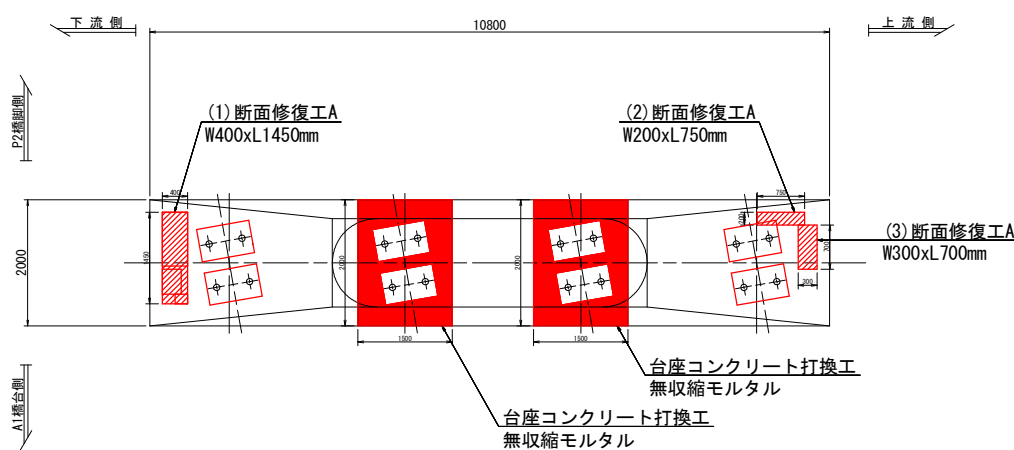 下 流 側
10800
上 流 側
P2橋脚側
(1)断面修復工A
W400xL1450mm
(2)断面修復工A
W200xL750mm
400
750
200
(3)断面修復工A
W300xL700mm
2000
1450
2000
2000
300
1500
1500
台座コンクリート打換工
無収縮モルタル
A1橋台側
台座コンクリート打換工
無収縮モルタル